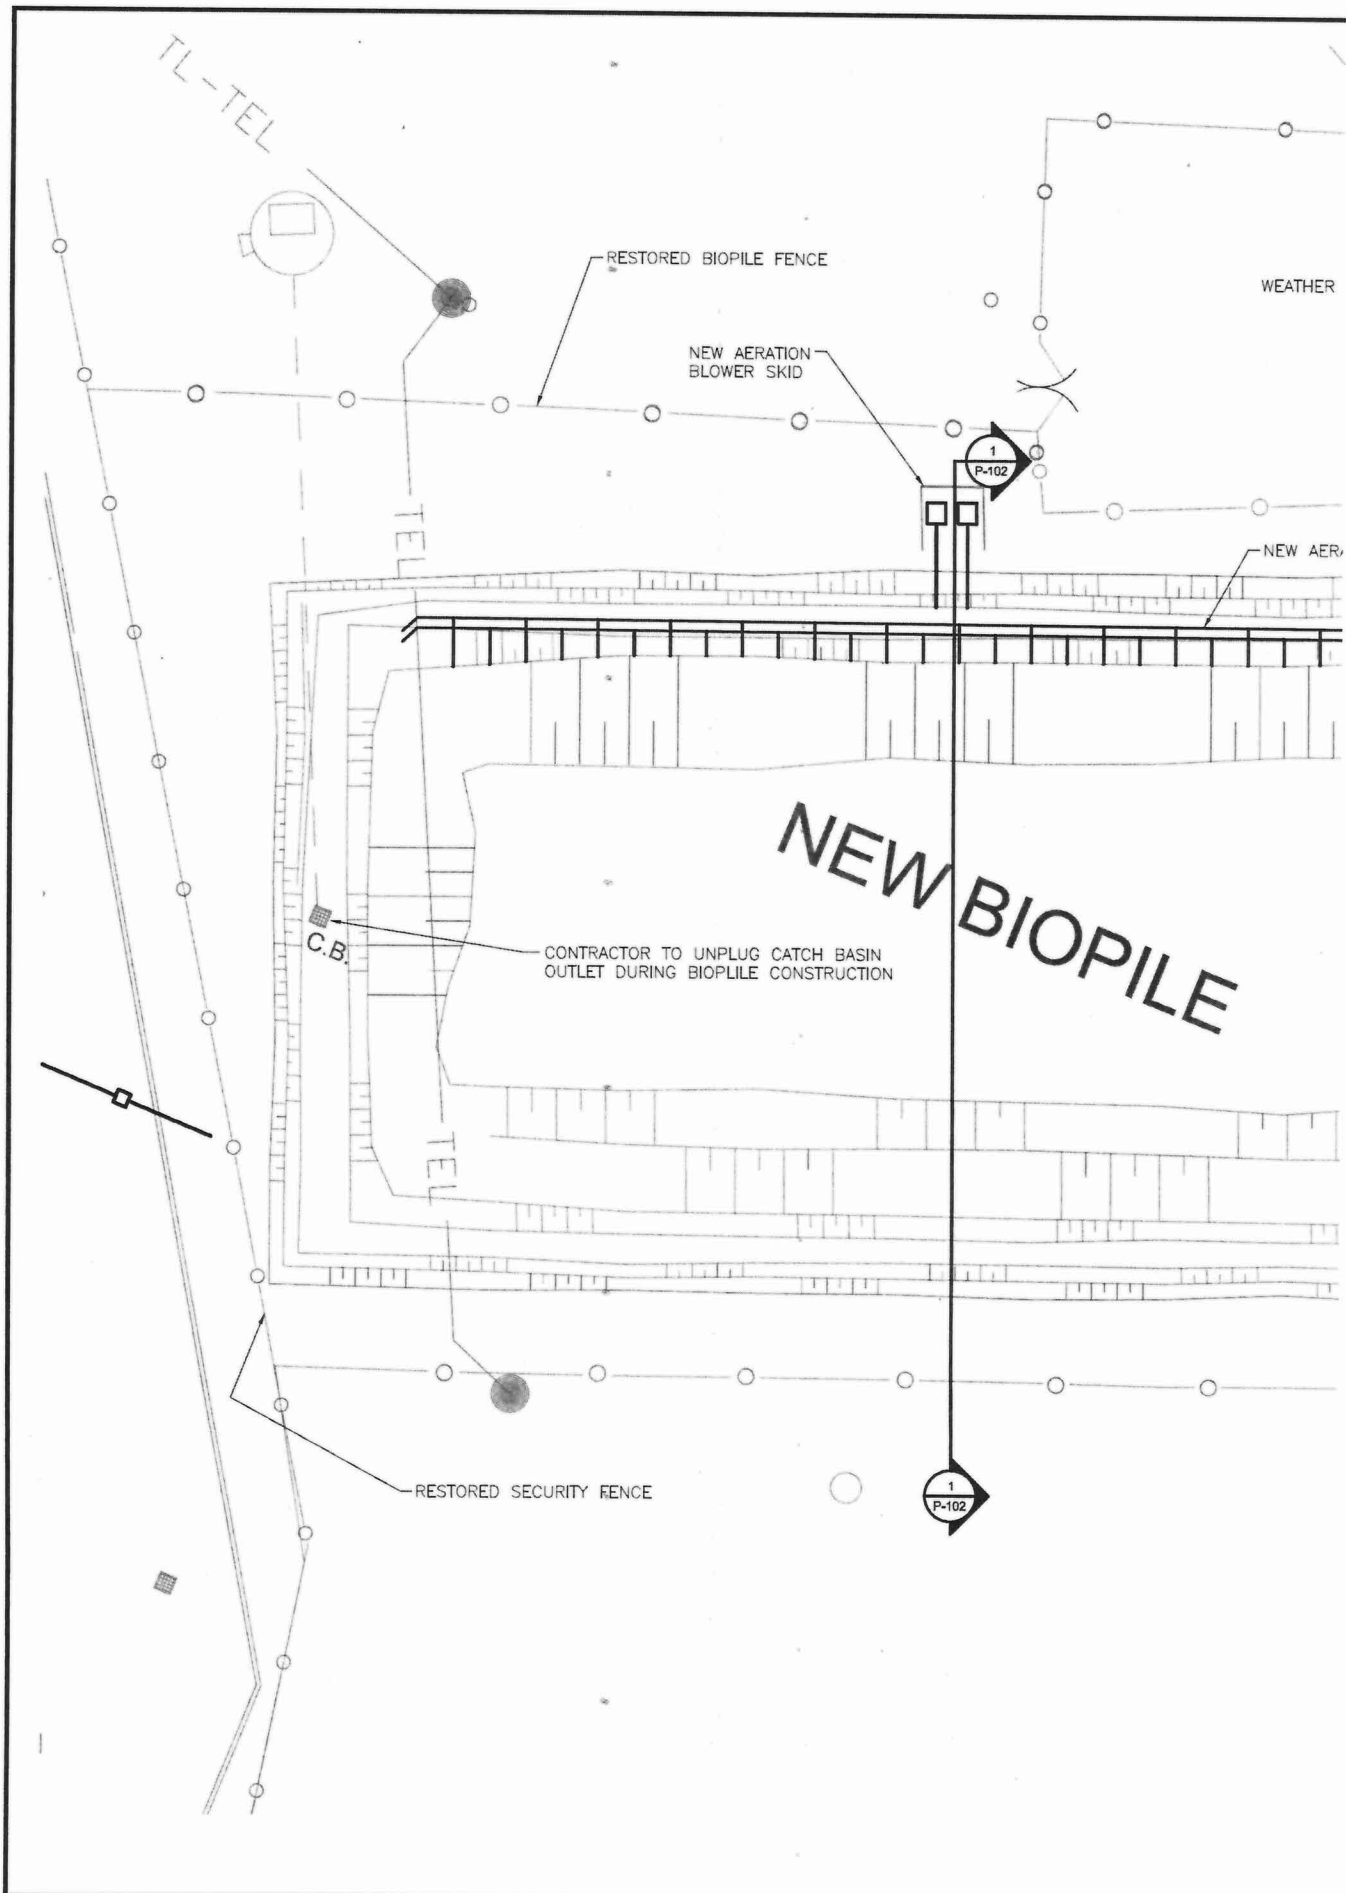 TL-TEL
RESTORED BIOPILE FENCE
WEATHER
NEW AERATION
BLOWER SKID
1
P-102
TEL
NEW AER
NEW BIOPILE
C.B.
CONTRACTOR TO UNPLUG CATCH BASIN
OUTLET DURING BIOPLILE CONSTRUCTION
TEL
RESTORED SECURITY FENCE
1
P-102